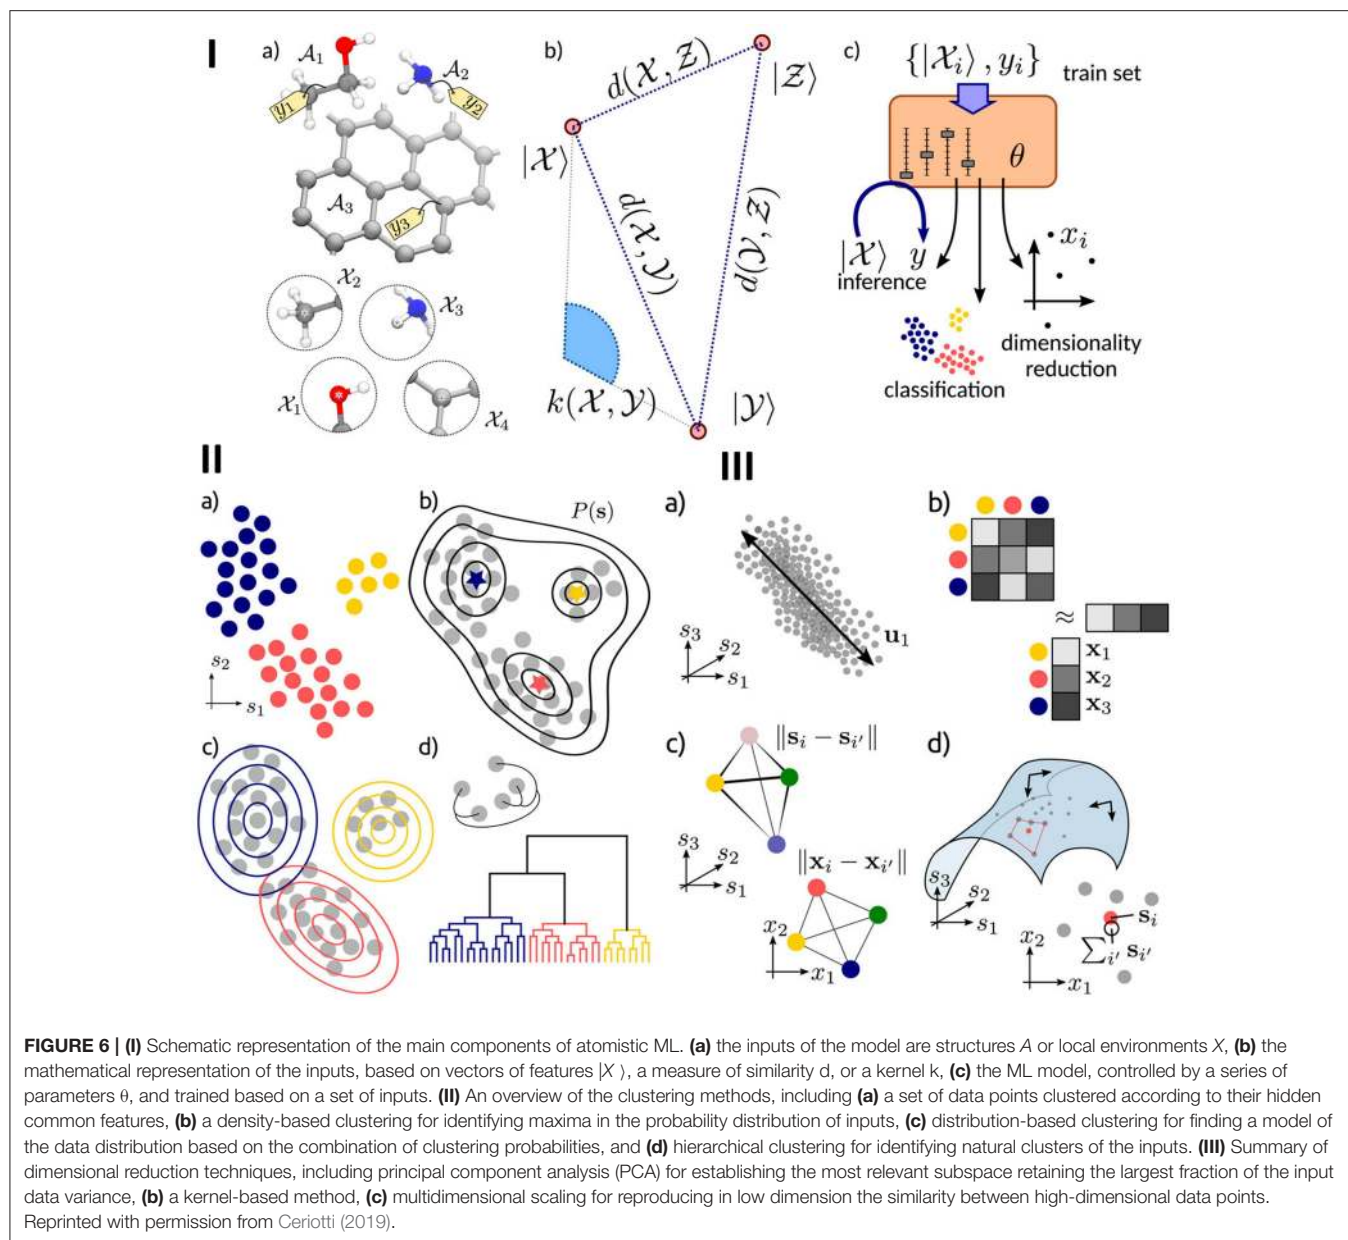 I
a)
A₁
A₂
y₁
y₂
A₃
y₃
X₂
X₃
X₁
X₄
b)
d(X, Z)
|Z⟩
|X⟩
d(X, Y)
d(Y, Z)
k(X, Y)
|Y⟩
c)
{|Xᵢ⟩, yᵢ}
train set
θ
|X⟩ y
inference
xᵢ
dimensionality
reduction
classification
II
a)
s₂
s₁
b)
P(s)
c)
d)
III
a)
u₁
s₃
s₂
s₁
b)
≈
x₁
x₂
x₃
c)
‖sᵢ − sᵢ′‖
s₃
s₂
s₁
‖xᵢ − xᵢ′‖
x₂
x₁
d)
s₃
s₂
s₁
sᵢ
∑ᵢ′ sᵢ′
x₂
x₁
FIGURE 6 | (I) Schematic representation of the main components of atomistic ML. (a) the inputs of the model are structures A or local environments X, (b) the
mathematical representation of the inputs, based on vectors of features |X ⟩, a measure of similarity d, or a kernel k, (c) the ML model, controlled by a series of
parameters θ, and trained based on a set of inputs. (II) An overview of the clustering methods, including (a) a set of data points clustered according to their hidden
common features, (b) a density-based clustering for identifying maxima in the probability distribution of inputs, (c) distribution-based clustering for finding a model of
the data distribution based on the combination of clustering probabilities, and (d) hierarchical clustering for identifying natural clusters of the inputs. (III) Summary of
dimensional reduction techniques, including principal component analysis (PCA) for establishing the most relevant subspace retaining the largest fraction of the input
data variance, (b) a kernel-based method, (c) multidimensional scaling for reproducing in low dimension the similarity between high-dimensional data points.
Reprinted with permission from Ceriotti (2019).